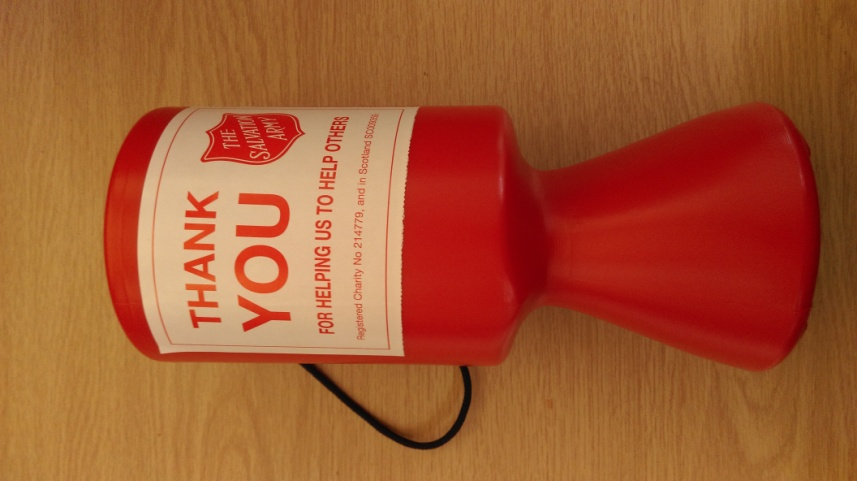 THANK
YOU
THE
SALVATION
ARMY
FOR HELPING US TO HELP OTHERS
Registered Charity No 214779, and in Scotland